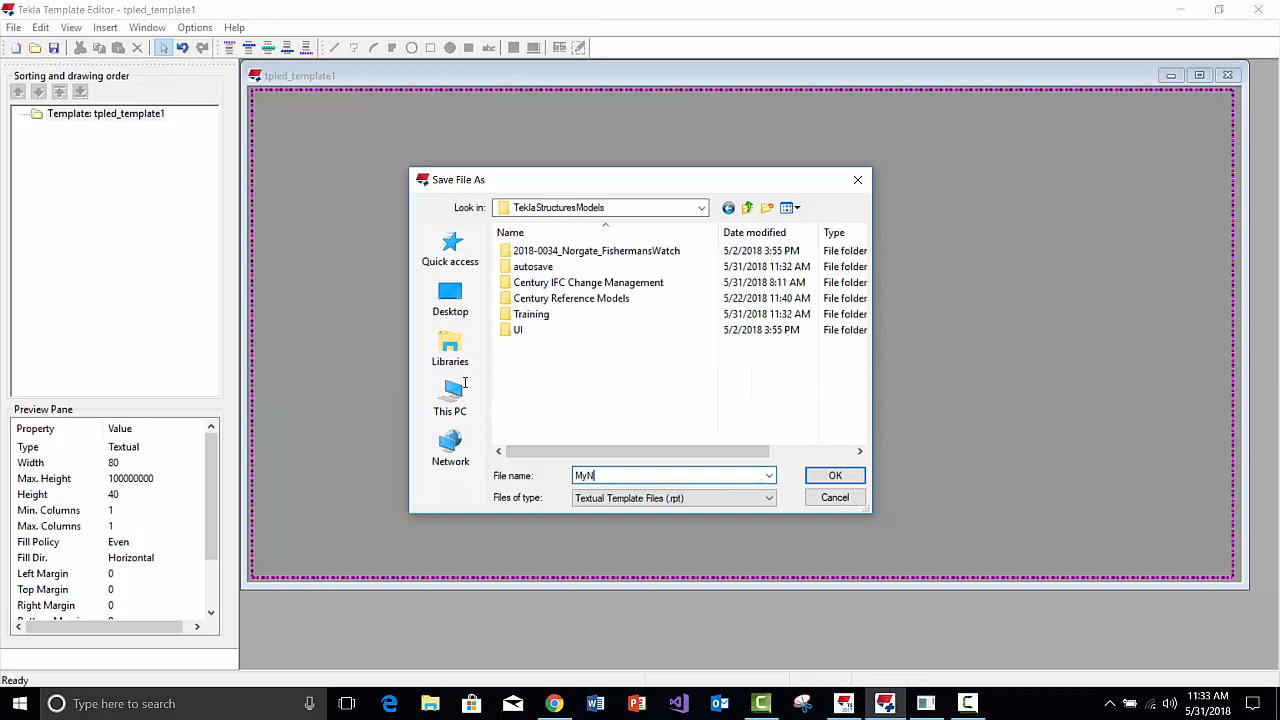 Tekla Template Editor - tpled_template1
File Edit View Insert Window Options Help
abc
Sorting and drawing order
Template: tpled_template1
tpled_template1
Save File As
Look in: TeklaStructuresModels
Name Date modified Type
2018-0034_Norgate_FishermansWatch 5/2/2018 3:55 PM File folder
autosave 5/31/2018 11:32 AM File folder
Century IFC Change Management 5/31/2018 8:11 AM File folder
Century Reference Models 5/22/2018 11:40 AM File folder
Training 5/31/2018 11:32 AM File folder
UI 5/2/2018 3:55 PM File folder
Quick access
Desktop
Libraries
This PC
Network
File name: MyN OK
Files of type: Textual Template Files (.rpt) Cancel
Preview Pane
Property Value
Type Textual
Width 80
Max. Height 100000000
Height 40
Min. Columns 1
Max. Columns 1
Fill Policy Even
Fill Dir. Horizontal
Left Margin 0
Top Margin 0
Right Margin 0
Ready
Type here to search
11:33 AM
5/31/2018